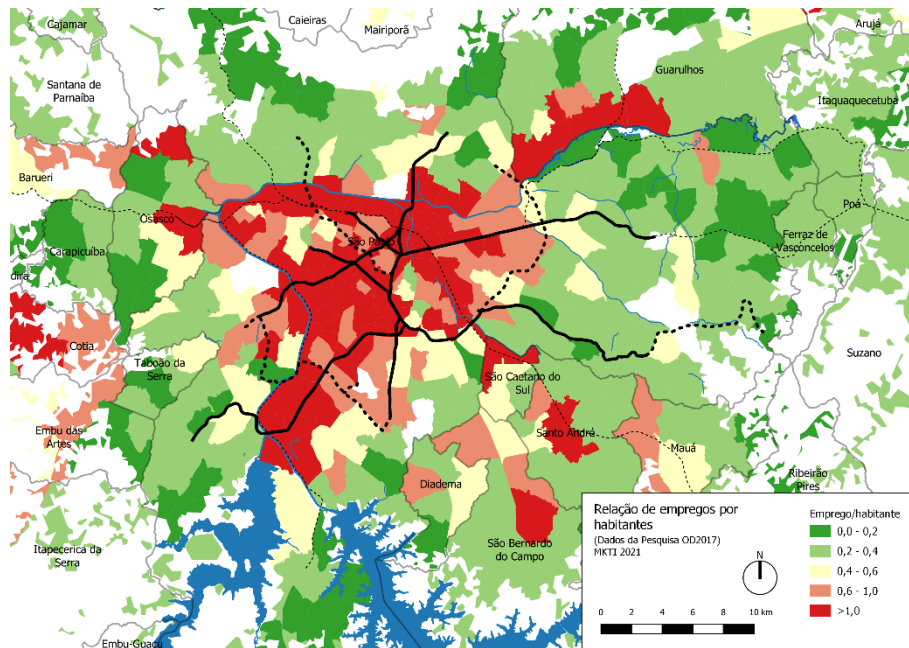 Cajamar
Caieiras
Mairiporã
Arujá
Santana de
Parnaíba
Guarulhos
Itaquaquecetuba
Barueri
Osasco
São Paulo
Poá
Carapicuíba
Ferraz de
Vasconcelos
dira
Cotia
Taboão da
Serra
Suzano
São Caetano do
Sul
Embu das
Artes
Santo André
Mauá
Diadema
Ribeirão
Pires
São Bernardo
do Campo
Itapecerica da
Serra
Embu-Guaçu
Relação de empregos por
habitantes
(Dados da Pesquisa OD2017)
MKTI 2021
N
0 2 4 6 8 10 km
Emprego/habitante
0,0 - 0,2
0,2 - 0,4
0,4 - 0,6
0,6 - 1,0
>1,0